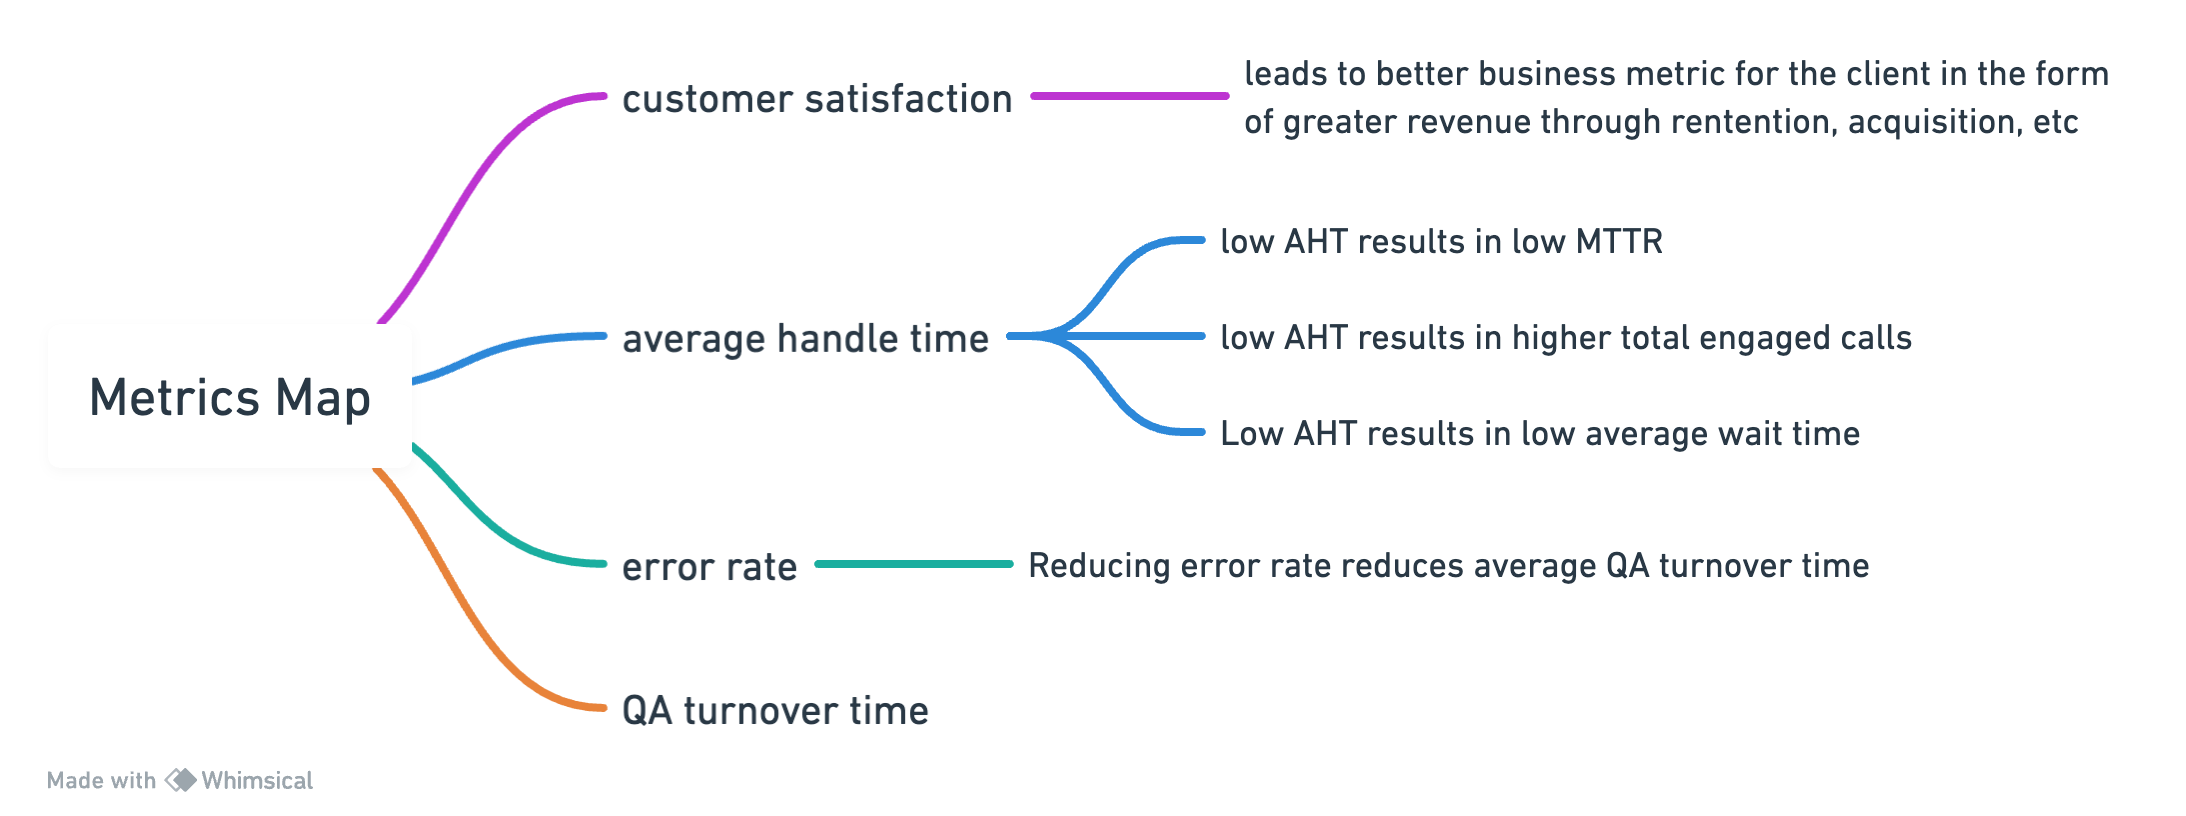 customer satisfaction
leads to better business metric for the client in the form
of greater revenue through rentention, acquisition, etc
low AHT results in low MTTR
average handle time
low AHT results in higher total engaged calls
Metrics Map
Low AHT results in low average wait time
error rate
Reducing error rate reduces average QA turnover time
QA turnover time
Made with Whimsical